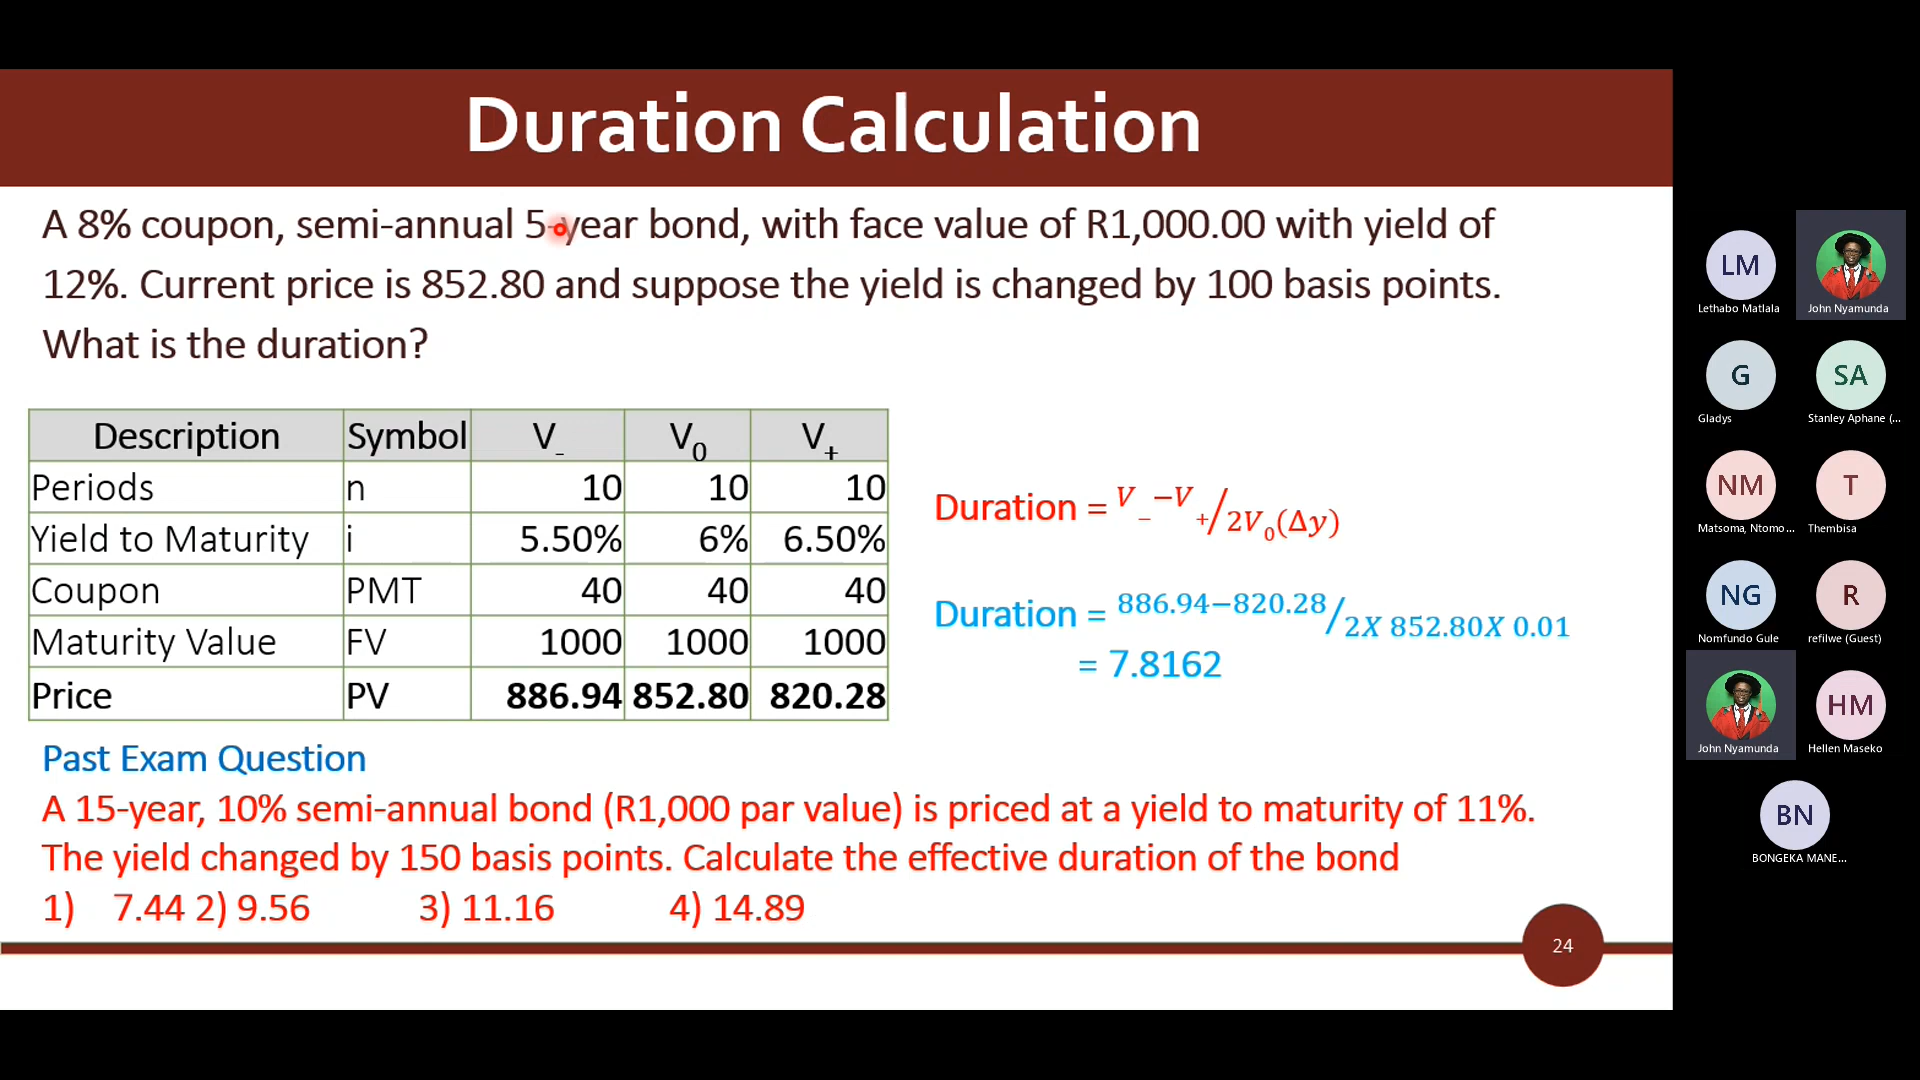 Duration Calculation
A 8% coupon, semi-annual 5-year bond, with face value of R1,000.00 with yield of
12%. Current price is 852.80 and suppose the yield is changed by 100 basis points.
What is the duration?
Description Symbol V_- V_0 V_+
Periods n 10 10 10
Yield to Maturity i 5.50% 6% 6.50%
Coupon PMT 40 40 40
Maturity Value FV 1000 1000 1000
Price PV 886.94 852.80 820.28
Duration = V_-−V_+/2V_0(Δy)
Duration = 886.94−820.28/2X 852.80X 0.01
= 7.8162
Past Exam Question
A 15-year, 10% semi-annual bond (R1,000 par value) is priced at a yield to maturity of 11%.
The yield changed by 150 basis points. Calculate the effective duration of the bond
1) 7.44 2) 9.56 3) 11.16 4) 14.89
24
LM
Lethabo Matlala
John Nyamunda
G
Gladys
SA
Stanley Aphane (...
NM
Matsoma, Ntomo...
T
Thembisa
NG
Nomfundo Gule
R
refilwe (Guest)
John Nyamunda
HM
Hellen Maseko
BN
BONGEKA MANE...